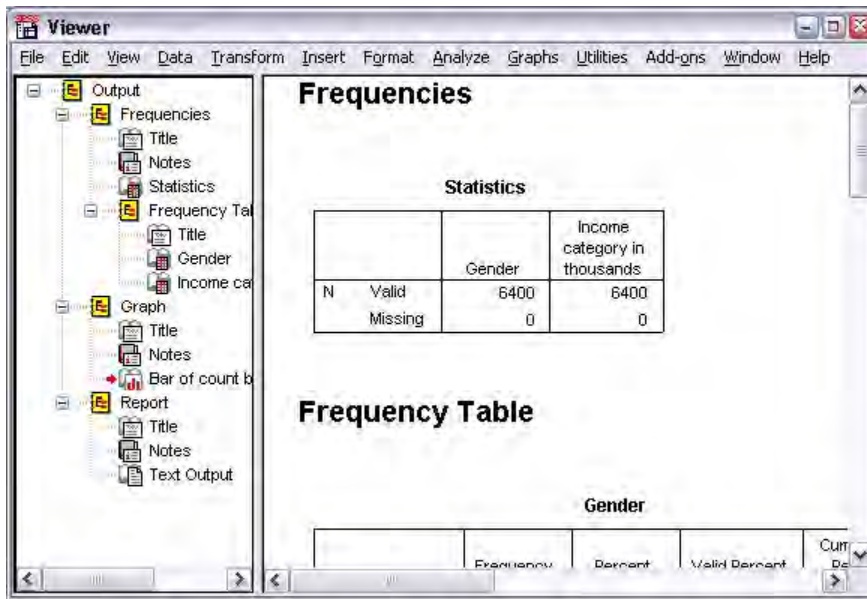 Viewer
File Edit View Data Transform Insert Format Analyze Graphs Utilities Add-ons Window Help
Output
Frequencies
Title
Notes
Statistics
Frequency Tal
Title
Gender
Income ca
Graph
Title
Notes
Bar of count b
Report
Title
Notes
Text Output
Frequencies
Statistics
Income
category in
Gender thousands
N Valid 6400 6400
Missing 0 0
Frequency Table
Gender
Frequency Percent Valid Percent